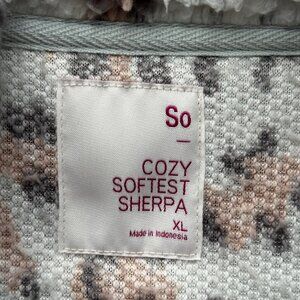 So
—
COZY
SOFTEST
SHERPA
XL
Made in Indonesia